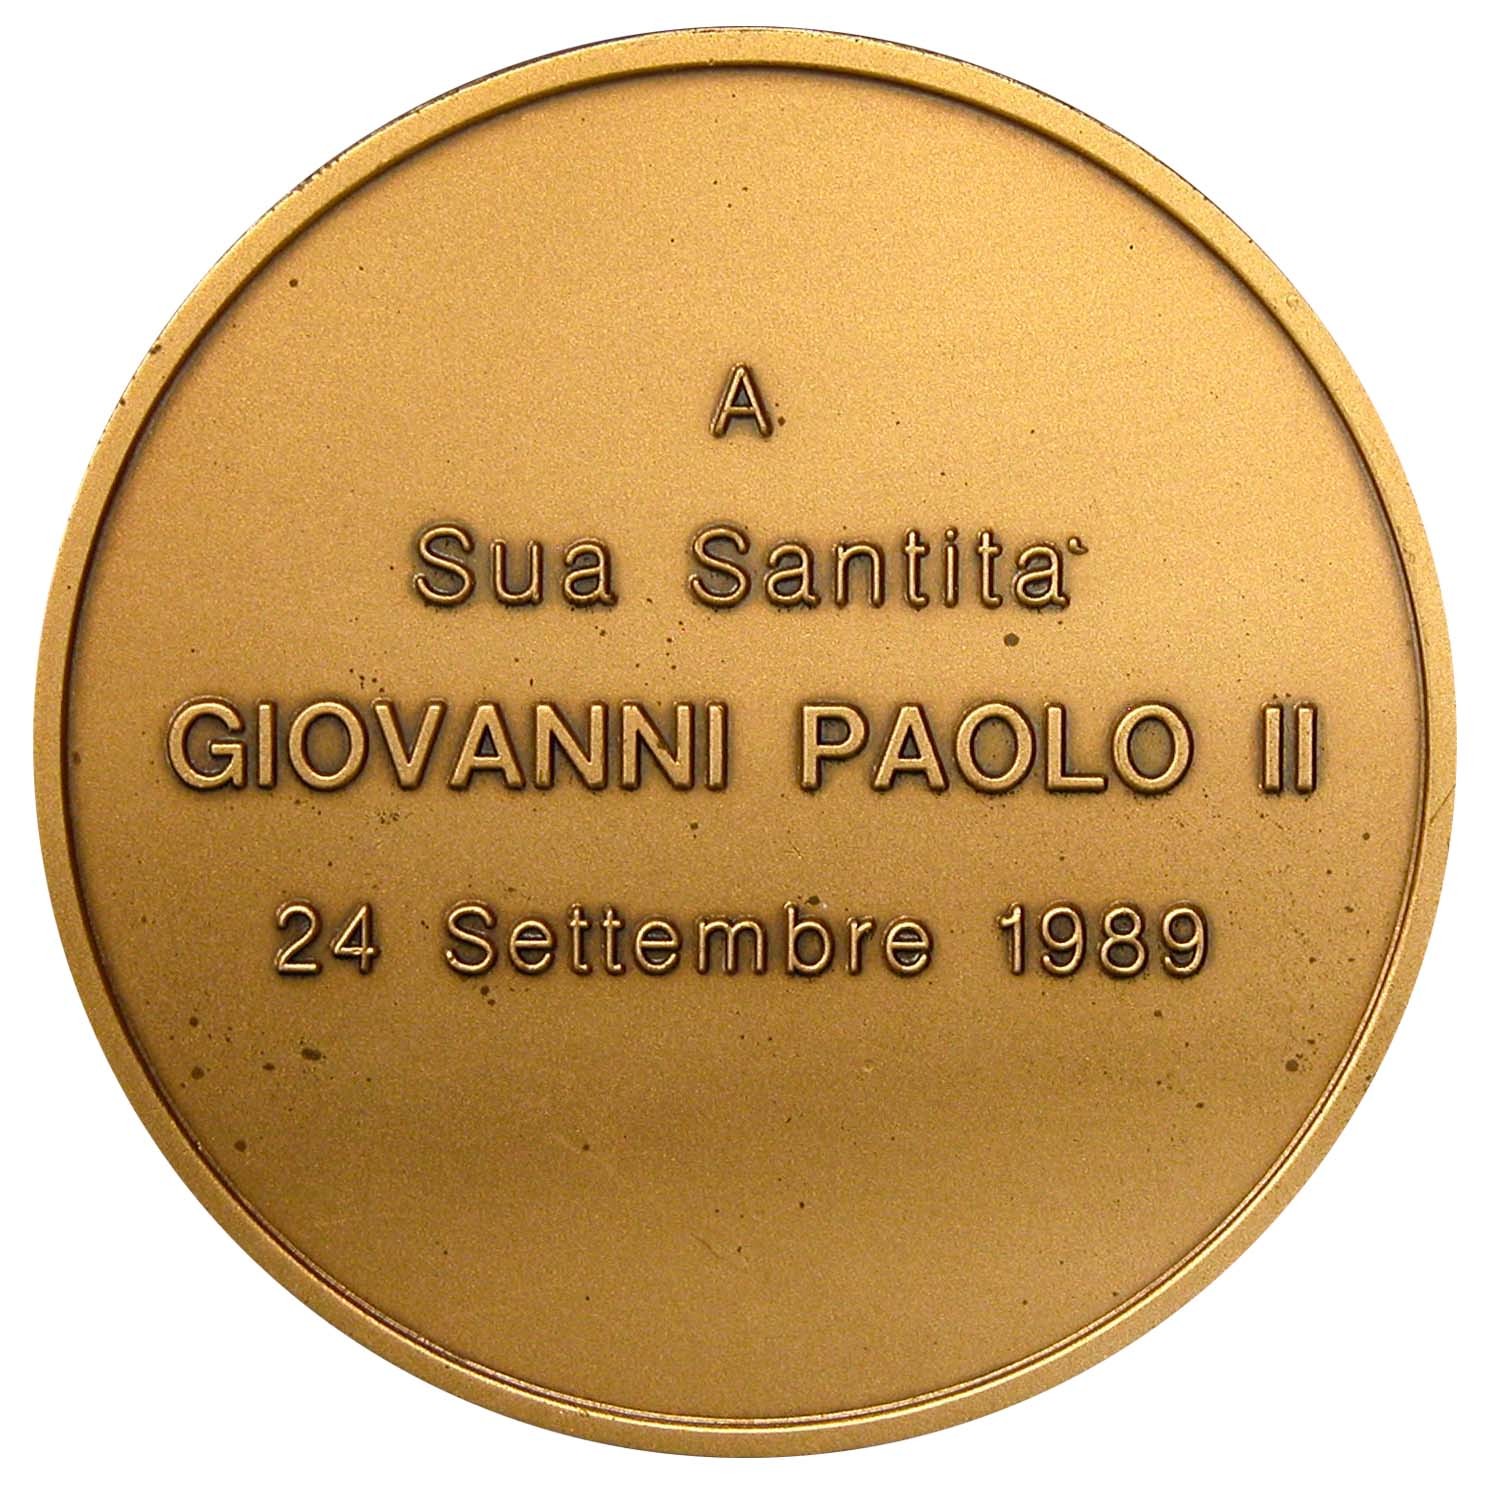 A
Sua Santita`
GIOVANNI PAOLO II
24 Settembre 1989